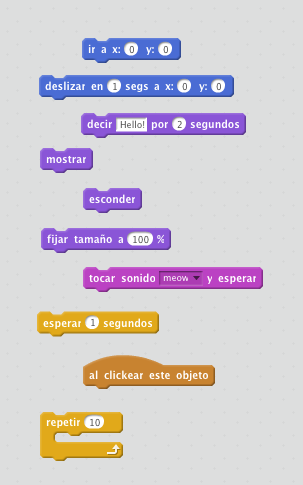 ir a x: 0 y: 0
deslizar en 1 segs a x: 0 y: 0
decir Hello! por 2 segundos
mostrar
esconder
fijar tamaño a 100 %
tocar sonido meow y esperar
esperar 1 segundos
al clickear este objeto
repetir 10